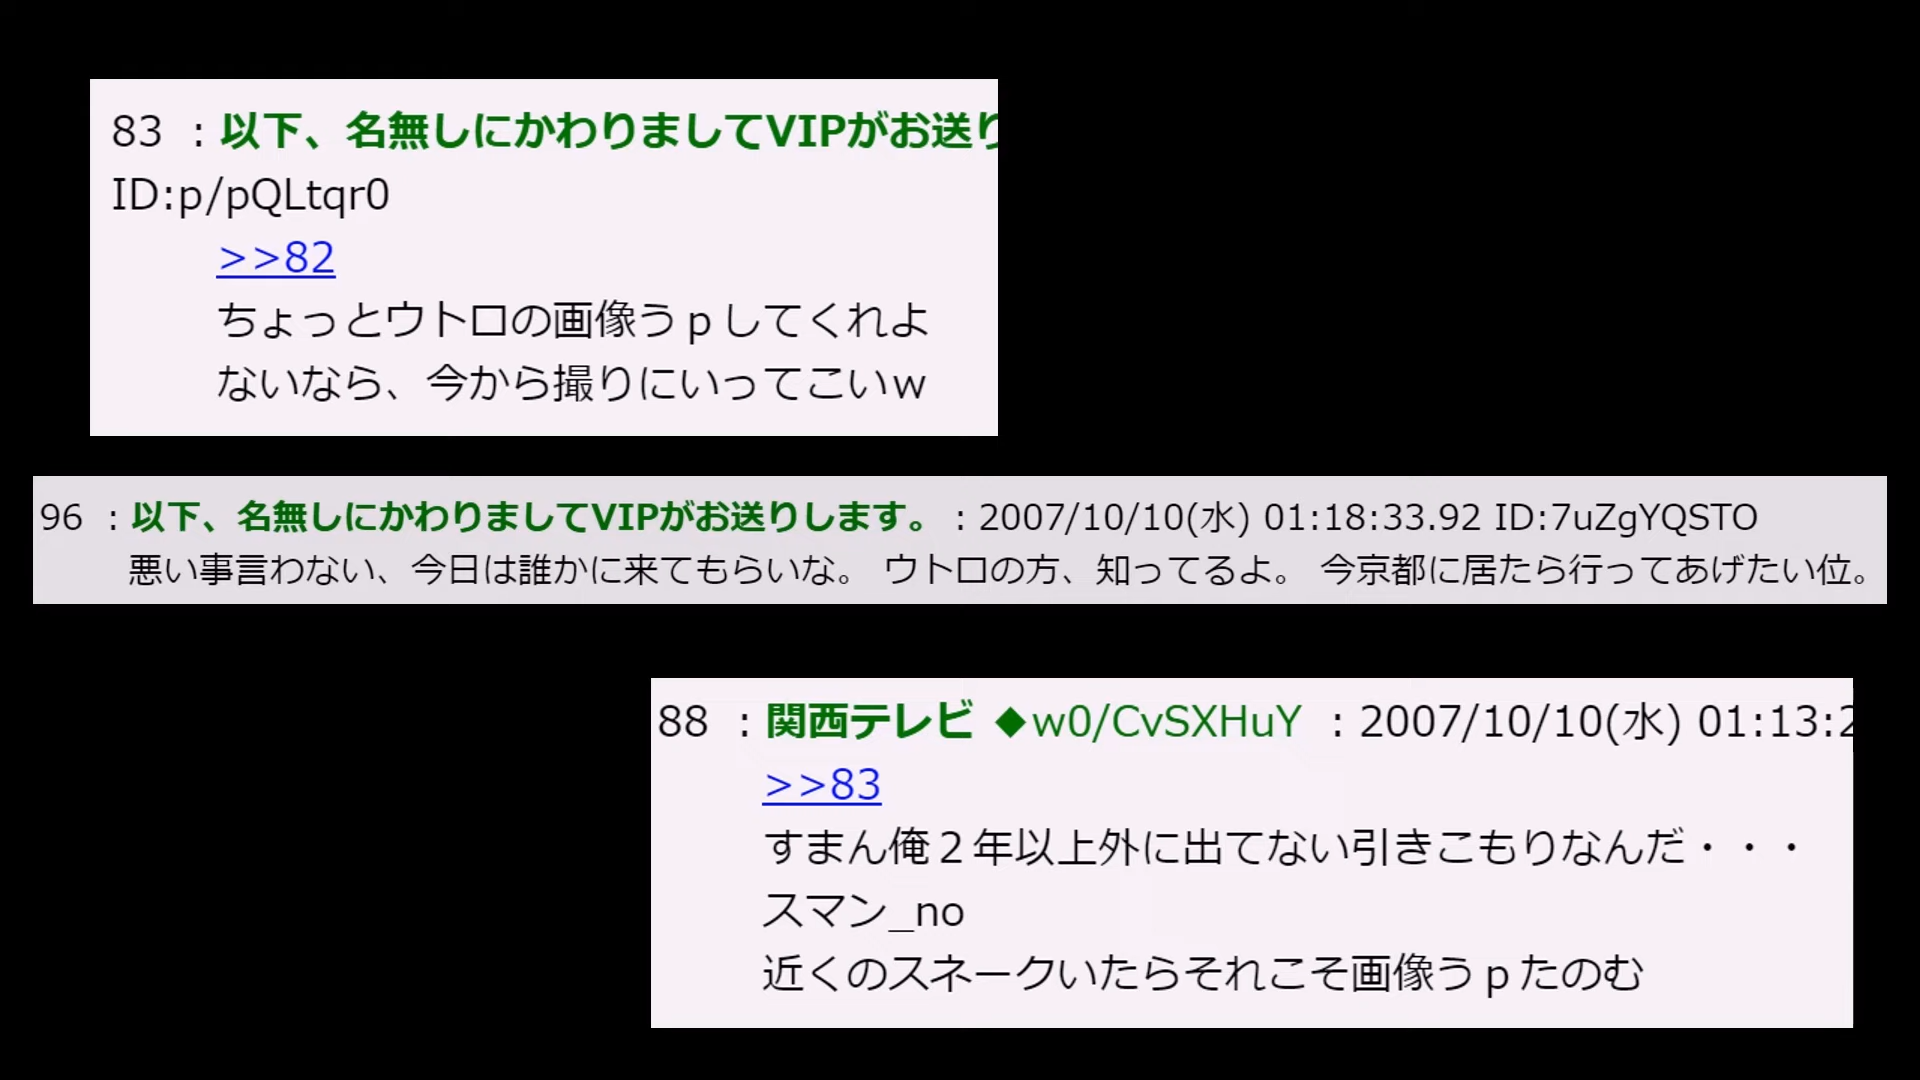 83 ：以下、名無しにかわりましてVIPがお送り
ID:p/pQLtqr0
>>82
ちょっとウトロの画像うｐしてくれよ
ないなら、今から撮りにいってこいｗ
96 ：以下、名無しにかわりましてVIPがお送りします。：2007/10/10(水) 01:18:33.92 ID:7uZgYQSTO
悪い事言わない、今日は誰かに来てもらいな。 ウトロの方、知ってるよ。 今京都に居たら行ってあげたい位。
88 ：関西テレビ ◆w0/CvSXHuY ：2007/10/10(水) 01:13:2
>>83
すまん俺２年以上外に出てない引きこもりなんだ・・・
スマン_no
近くのスネークいたらそれこそ画像うｐたのむ